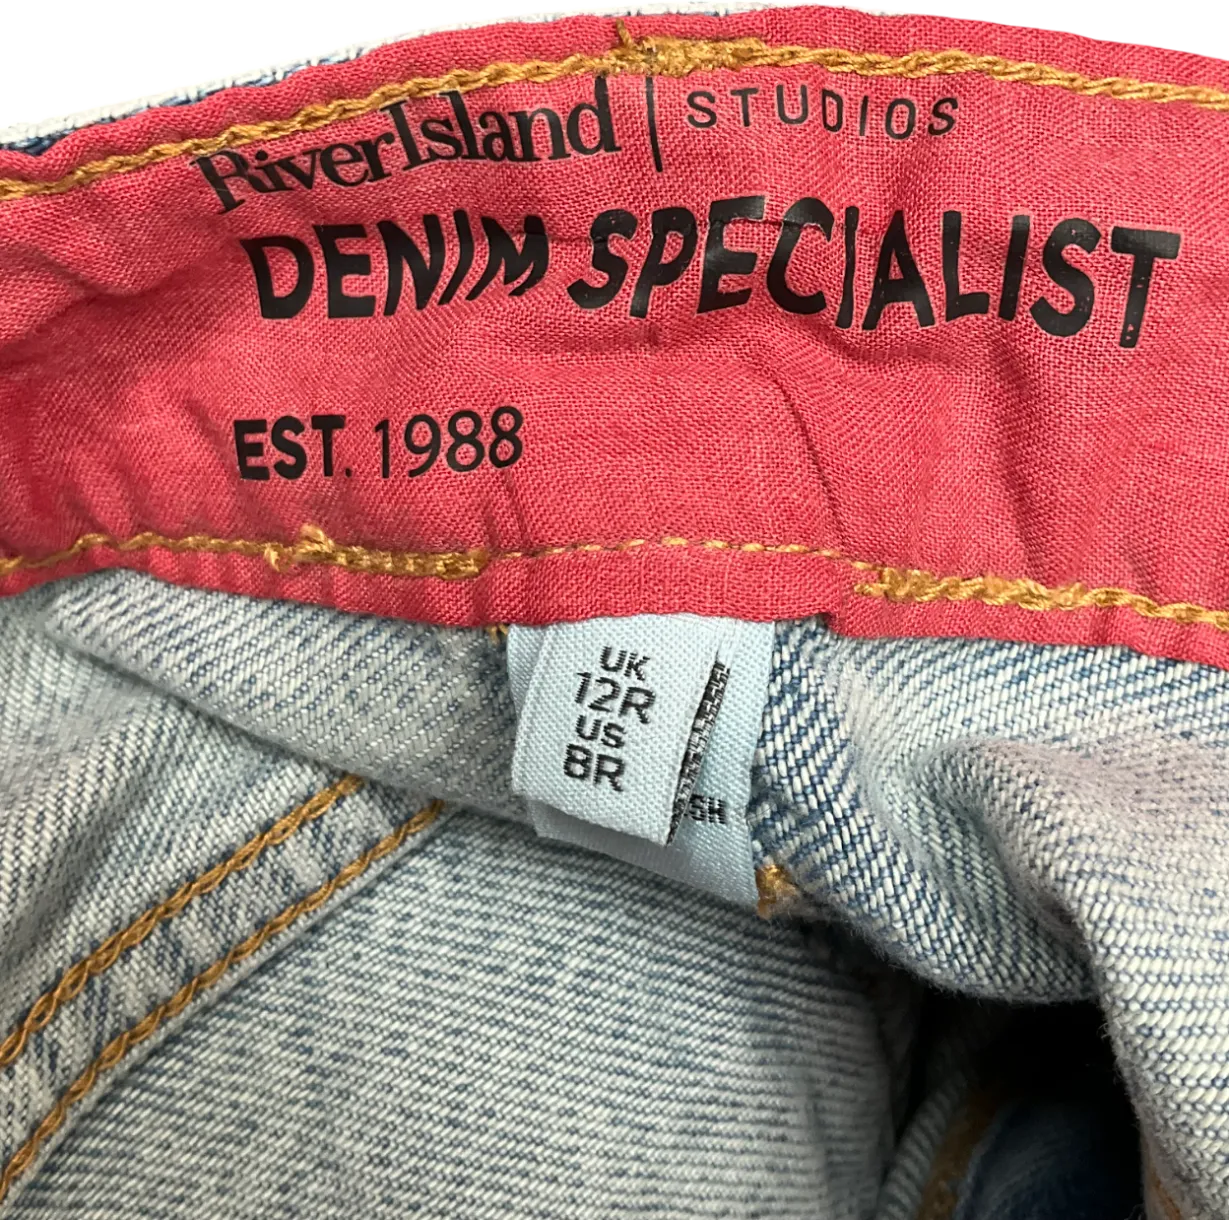 RiverIsland | STUDIOS
DENIM SPECIALIST
EST. 1988
UK
12R
US
8R